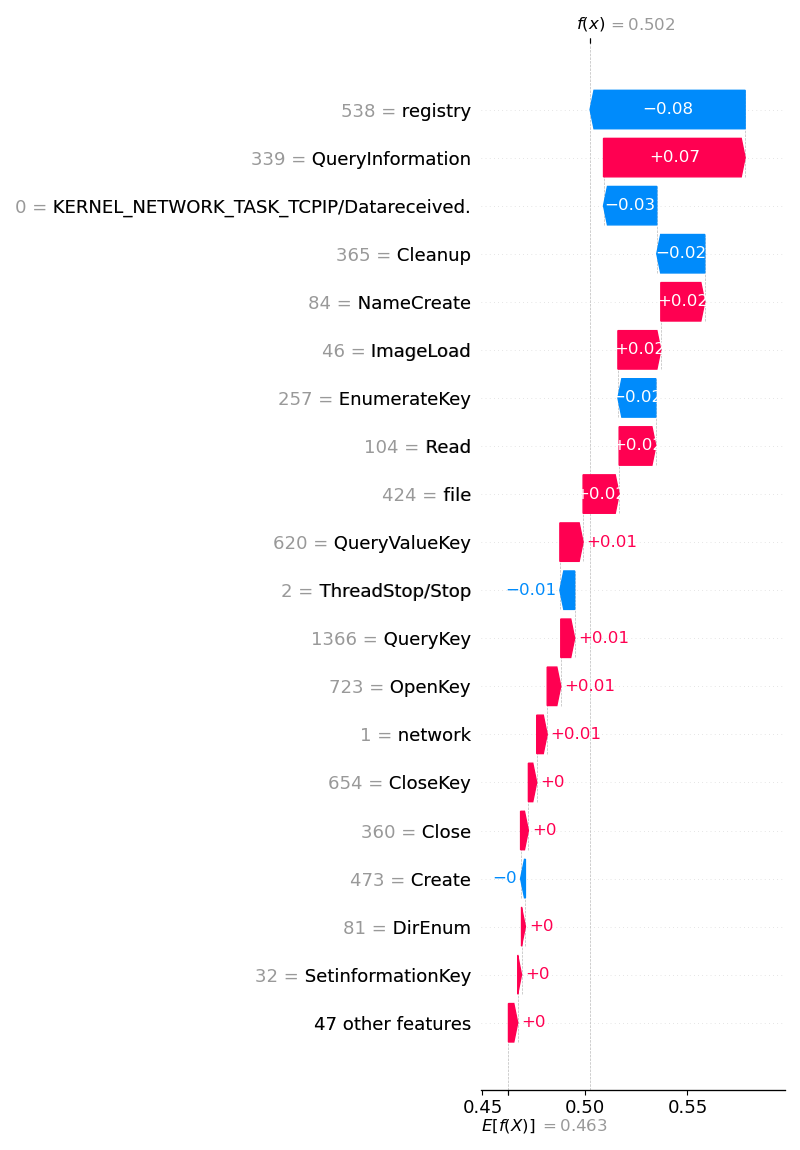 f(x) = 0.502
538 = registry
−0.08
339 = QueryInformation
+0.07
0 = KERNEL_NETWORK_TASK_TCPIP/Datareceived.
−0.03
365 = Cleanup
−0.02
84 = NameCreate
+0.02
46 = ImageLoad
+0.02
257 = EnumerateKey
−0.02
104 = Read
+0.02
424 = file
+0.02
620 = QueryValueKey
+0.01
2 = ThreadStop/Stop
−0.01
1366 = QueryKey
+0.01
723 = OpenKey
+0.01
1 = network
+0.01
654 = CloseKey
+0
360 = Close
+0
473 = Create
−0
81 = DirEnum
+0
32 = SetinformationKey
+0
47 other features
+0
0.45 0.50 0.55
E[f(X)] = 0.463